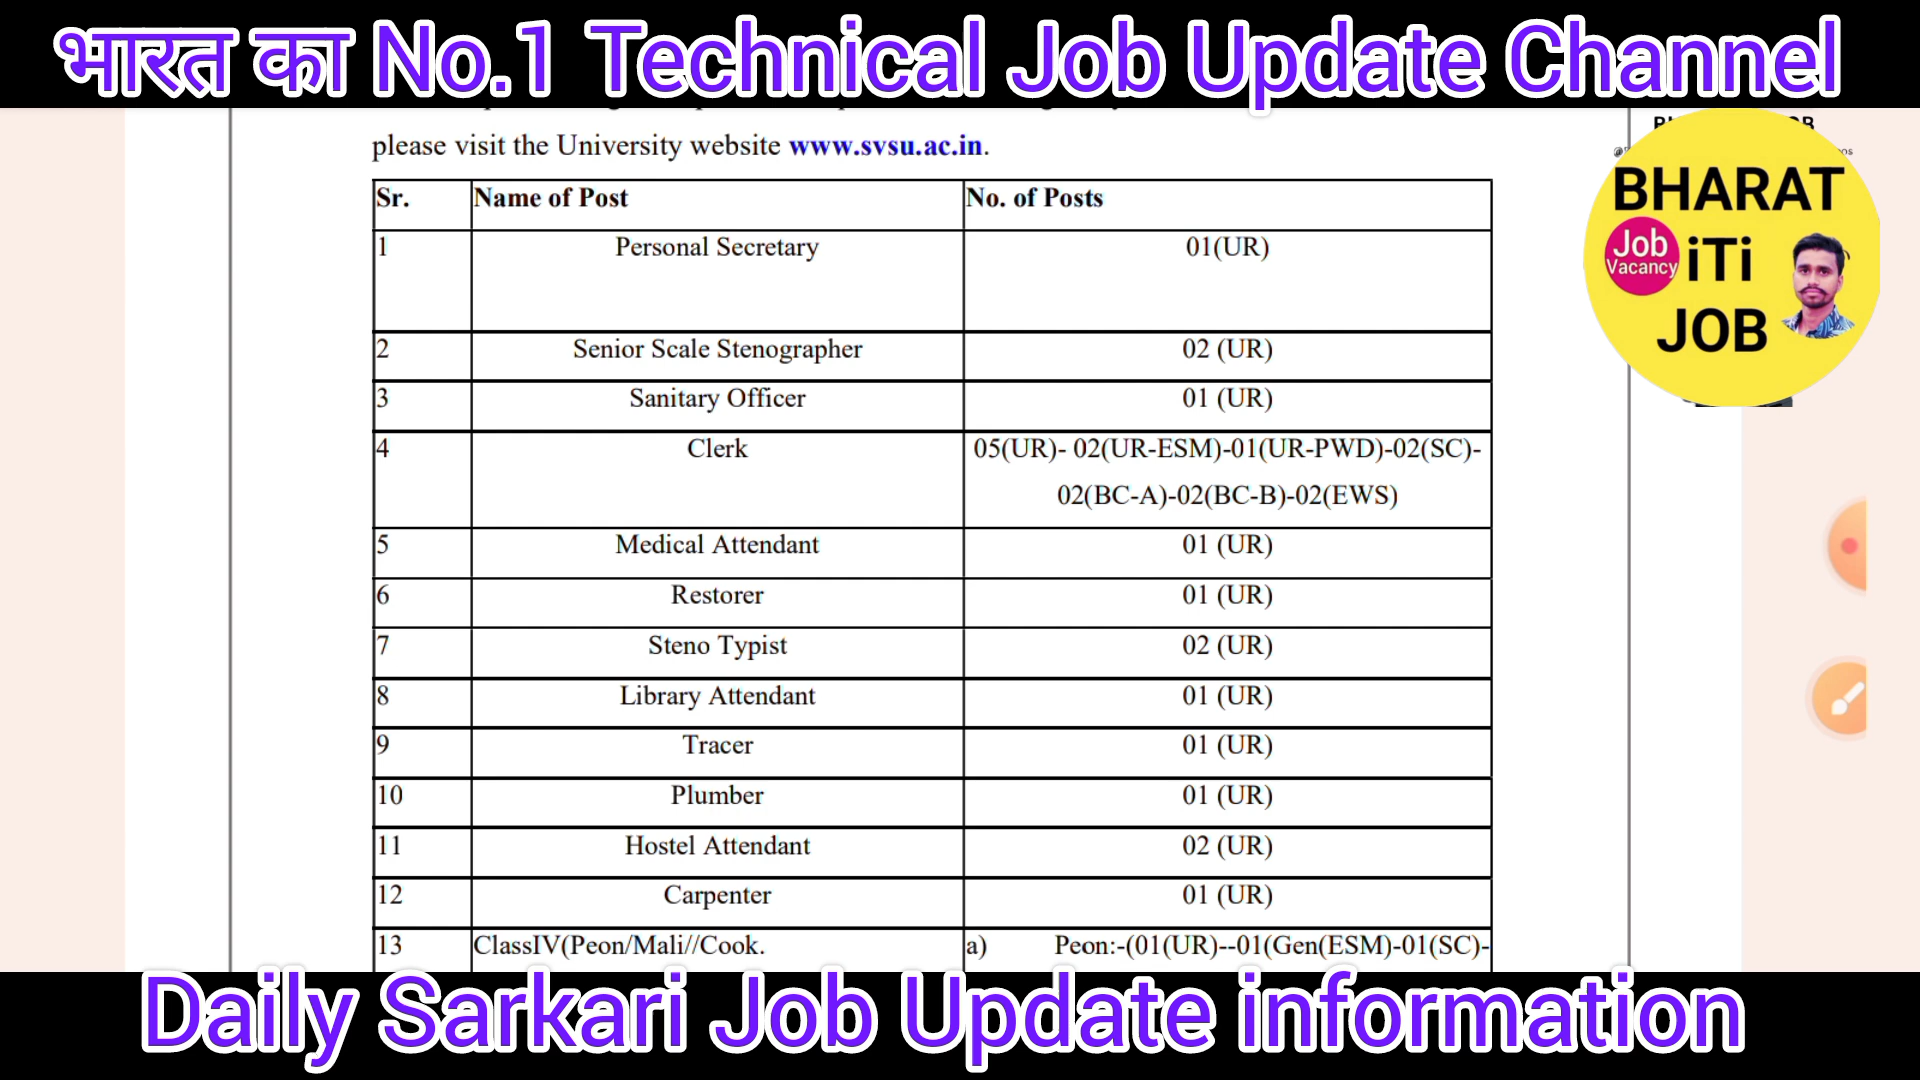 भारत का No.1 Technical Job Update Channel
please visit the University website www.svsu.ac.in.
Sr. Name of Post No. of Posts
1 Personal Secretary 01(UR)
2 Senior Scale Stenographer 02 (UR)
3 Sanitary Officer 01 (UR)
4 Clerk 05(UR)- 02(UR-ESM)-01(UR-PWD)-02(SC)-
02(BC-A)-02(BC-B)-02(EWS)
5 Medical Attendant 01 (UR)
6 Restorer 01 (UR)
7 Steno Typist 02 (UR)
8 Library Attendant 01 (UR)
9 Tracer 01 (UR)
10 Plumber 01 (UR)
11 Hostel Attendant 02 (UR)
12 Carpenter 01 (UR)
13 ClassIV(Peon/Mali//Cook. a) Peon:-(01(UR)--01(Gen(ESM)-01(SC)-
BHARAT
Job
Vacancy
iTi
JOB
Daily Sarkari Job Update information